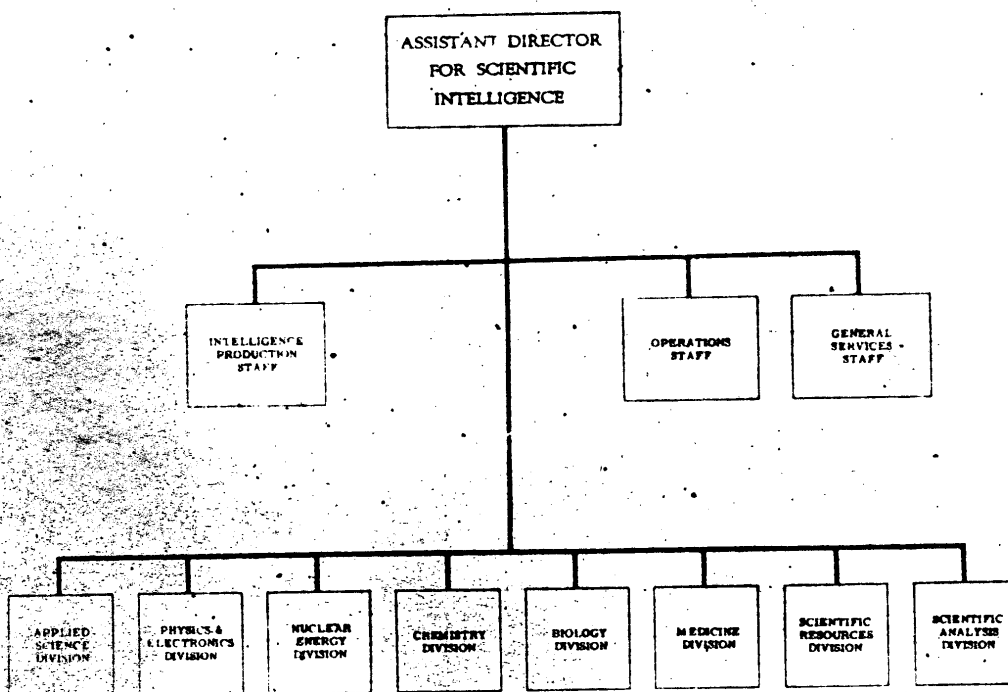 ASSISTANT DIRECTOR
FOR SCIENTIFIC
INTELLIGENCE
INTELLIGENCE
PRODUCTION
STAFF
OPERATIONS
STAFF
GENERAL
SERVICES
STAFF
APPLIED
SCIENCE
DIVISION
PHYSICS &
ELECTRONICS
DIVISION
NUCLEAR
ENERGY
DIVISION
CHEMISTRY
DIVISION
BIOLOGY
DIVISION
MEDICINE
DIVISION
SCIENTIFIC
RESOURCES
DIVISION
SCIENTIFIC
ANALYSIS
DIVISION